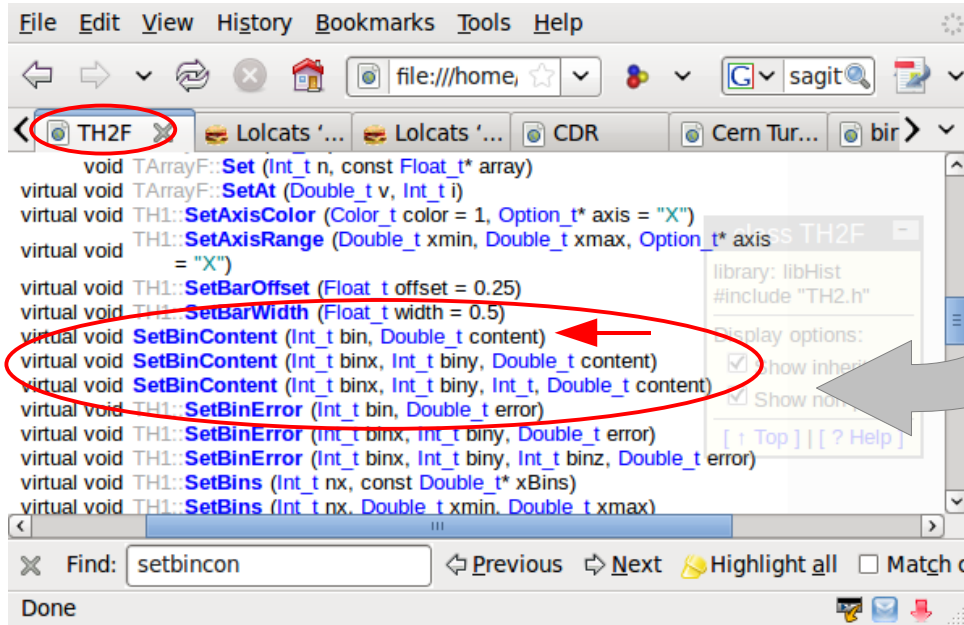 File Edit View History Bookmarks Tools Help
file:///home, G sagit
TH2F Lolcats ‘... Lolcats ‘... CDR Cern Tur... bir
void TArrayF::Set (Int_t n, const Float_t* array)
virtual void TArrayF::SetAt (Double_t v, Int_t i)
virtual void TH1::SetAxisColor (Color_t color = 1, Option_t* axis = "X")
virtual void TH1::SetAxisRange (Double_t xmin, Double_t xmax, Option_t* axis
= "X")
virtual void TH1::SetBarOffset (Float_t offset = 0.25)
virtual void TH1::SetBarWidth (Float_t width = 0.5)
virtual void SetBinContent (Int_t bin, Double_t content)
virtual void SetBinContent (Int_t binx, Int_t biny, Double_t content)
virtual void SetBinContent (Int_t binx, Int_t biny, Int_t, Double_t content)
virtual void TH1::SetBinError (Int_t bin, Double_t error)
virtual void TH1::SetBinError (Int_t binx, Int_t biny, Double_t error)
virtual void TH1::SetBinError (Int_t binx, Int_t biny, Int_t binz, Double_t error)
virtual void TH1::SetBins (Int_t nx, const Double_t* xBins)
virtual void TH1::SetBins (Int_t nx, Double_t xmin, Double_t xmax)
class TH2F
library: libHist
#include "TH2.h"
Display options:
Show inheri
Show non
[ ↑ Top ] | [ ? Help ]
Find: setbincon Previous Next Highlight all Match c
Done